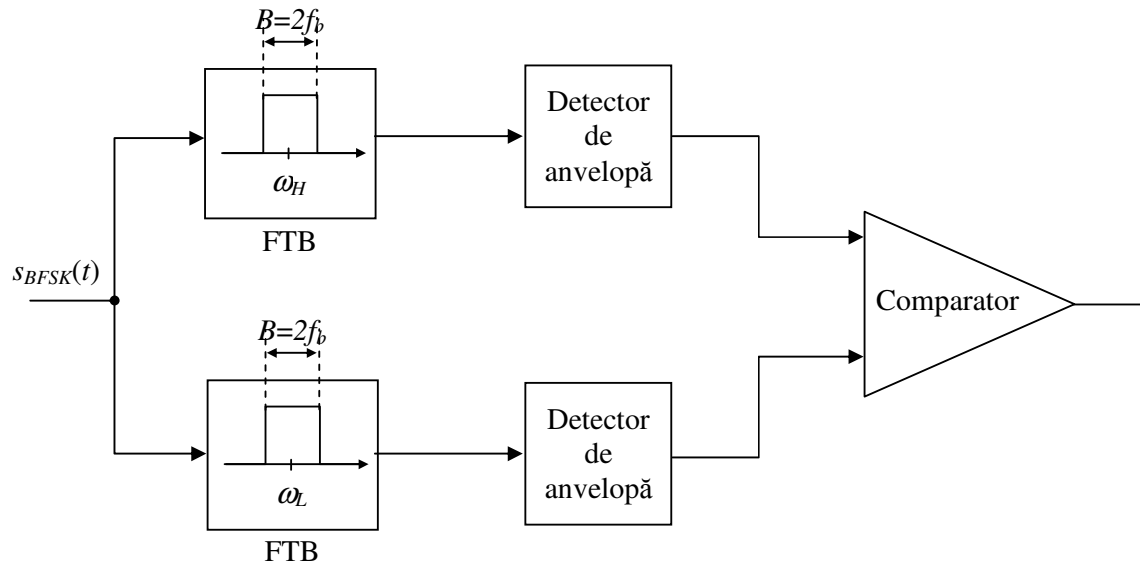 B=2f_b
ω_H
FTB
Detector
de
anvelopă
s_BFSK(t)
Comparator
B=2f_b
ω_L
FTB
Detector
de
anvelopă